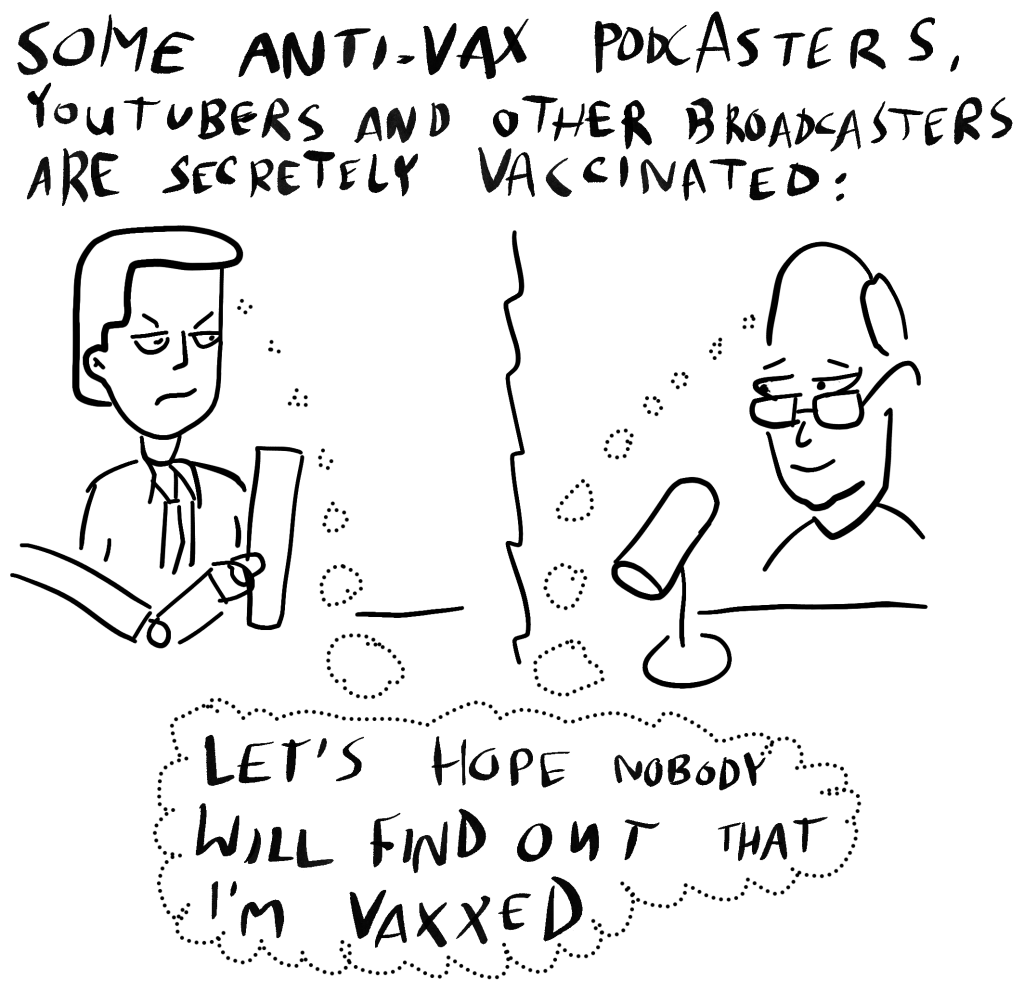 SOME ANTI-VAX PODCASTERS,
YOUTUBERS AND OTHER BROADCASTERS
ARE SECRETELY VACCINATED:
LET'S HOPE NOBODY
WILL FIND OUT THAT
I'M VAXXED